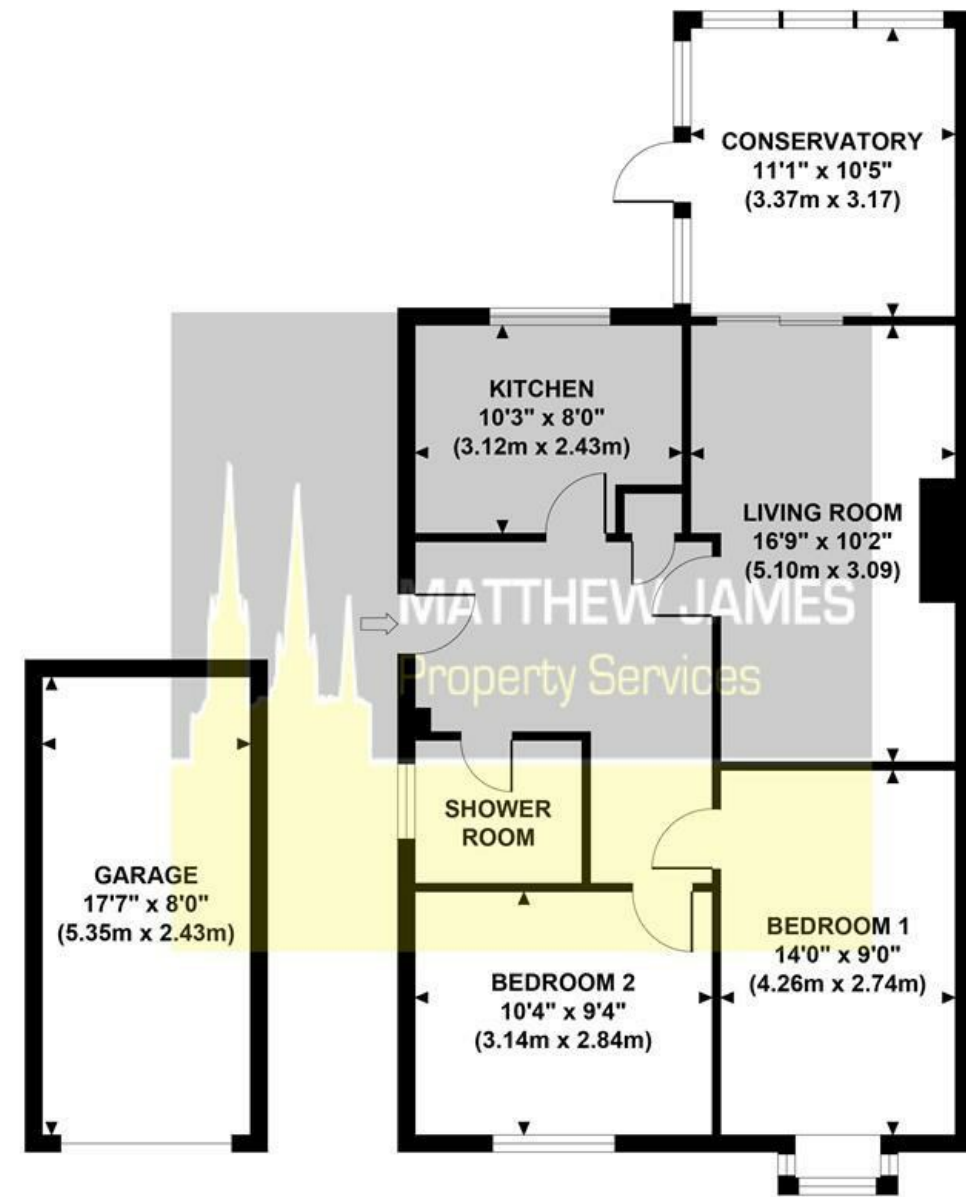 CONSERVATORY
11'1" x 10'5"
(3.37m x 3.17)
KITCHEN
10'3" x 8'0"
(3.12m x 2.43m)
LIVING ROOM
16'9" x 10'2"
(5.10m x 3.09)
MATTHEW JAMES
Property Services
SHOWER
ROOM
GARAGE
17'7" x 8'0"
(5.35m x 2.43m)
BEDROOM 1
14'0" x 9'0"
(4.26m x 2.74m)
BEDROOM 2
10'4" x 9'4"
(3.14m x 2.84m)